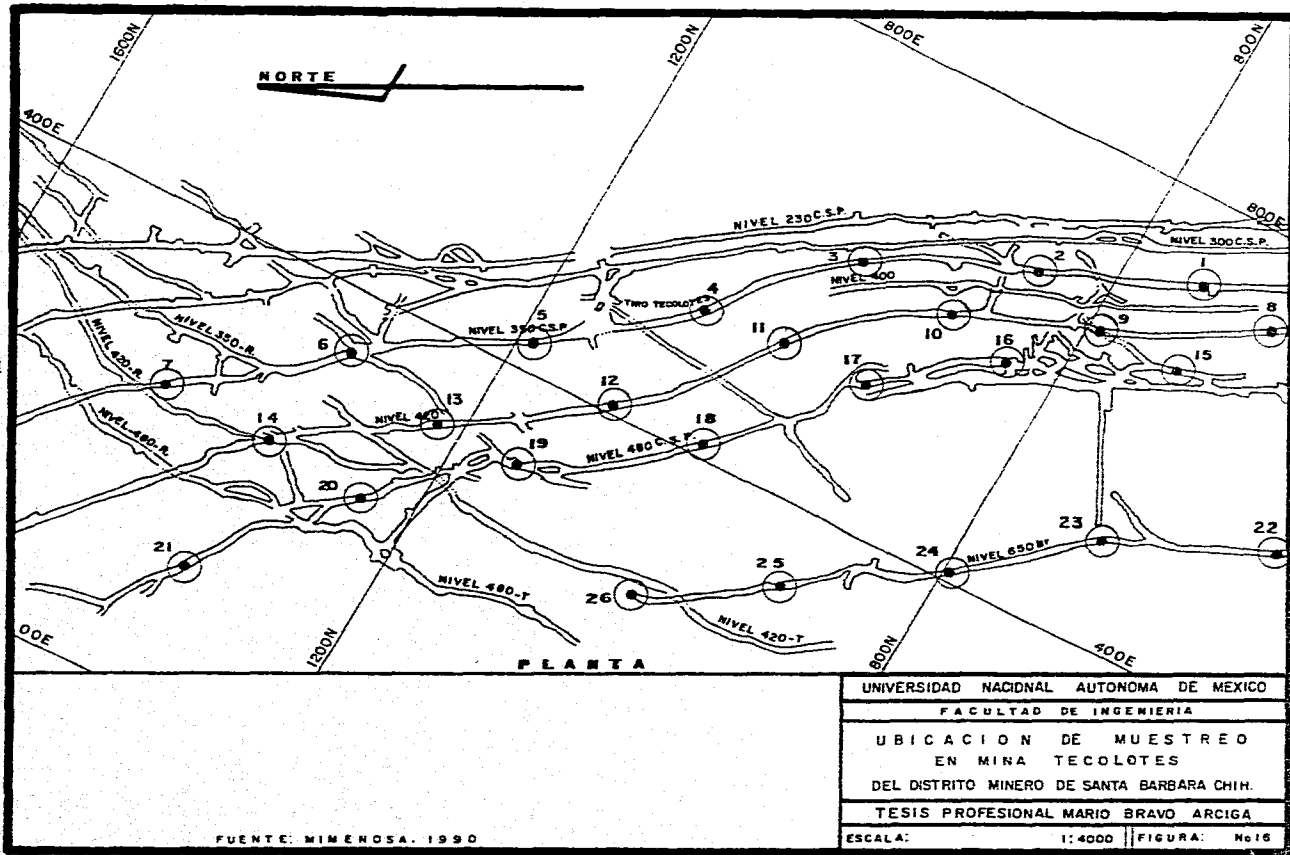 1600N
1200N
800E
800N
NORTE
400E
800E
NIVEL 230 C.S.P.
NIVEL 300 C.S.P.
3
2
1
NIVEL 400
TIRO TECOLOTES
4
5
NIVEL 350 C.S.P.
10
11
9
8
NIVEL 350-R.
6
16
15
17
NIVEL 420-R.
7
12
13
14
18
NIVEL 480-R.
19
NIVEL 480 C.S.P.
20
23
22
21
24
NIVEL 650
25
26
NIVEL 480-T
NIVEL 420-T
00E
1200N
800N
400E
PLANTA
UNIVERSIDAD NACIONAL AUTONOMA DE MEXICO
FACULTAD DE INGENIERIA
UBICACION DE MUESTREO
EN MINA TECOLOTES
DEL DISTRITO MINERO DE SANTA BARBARA CHIH.
TESIS PROFESIONAL MARIO BRAVO ARCIGA
ESCALA: 1:4000 FIGURA: No 16
FUENTE: MIMENOSA. 1990